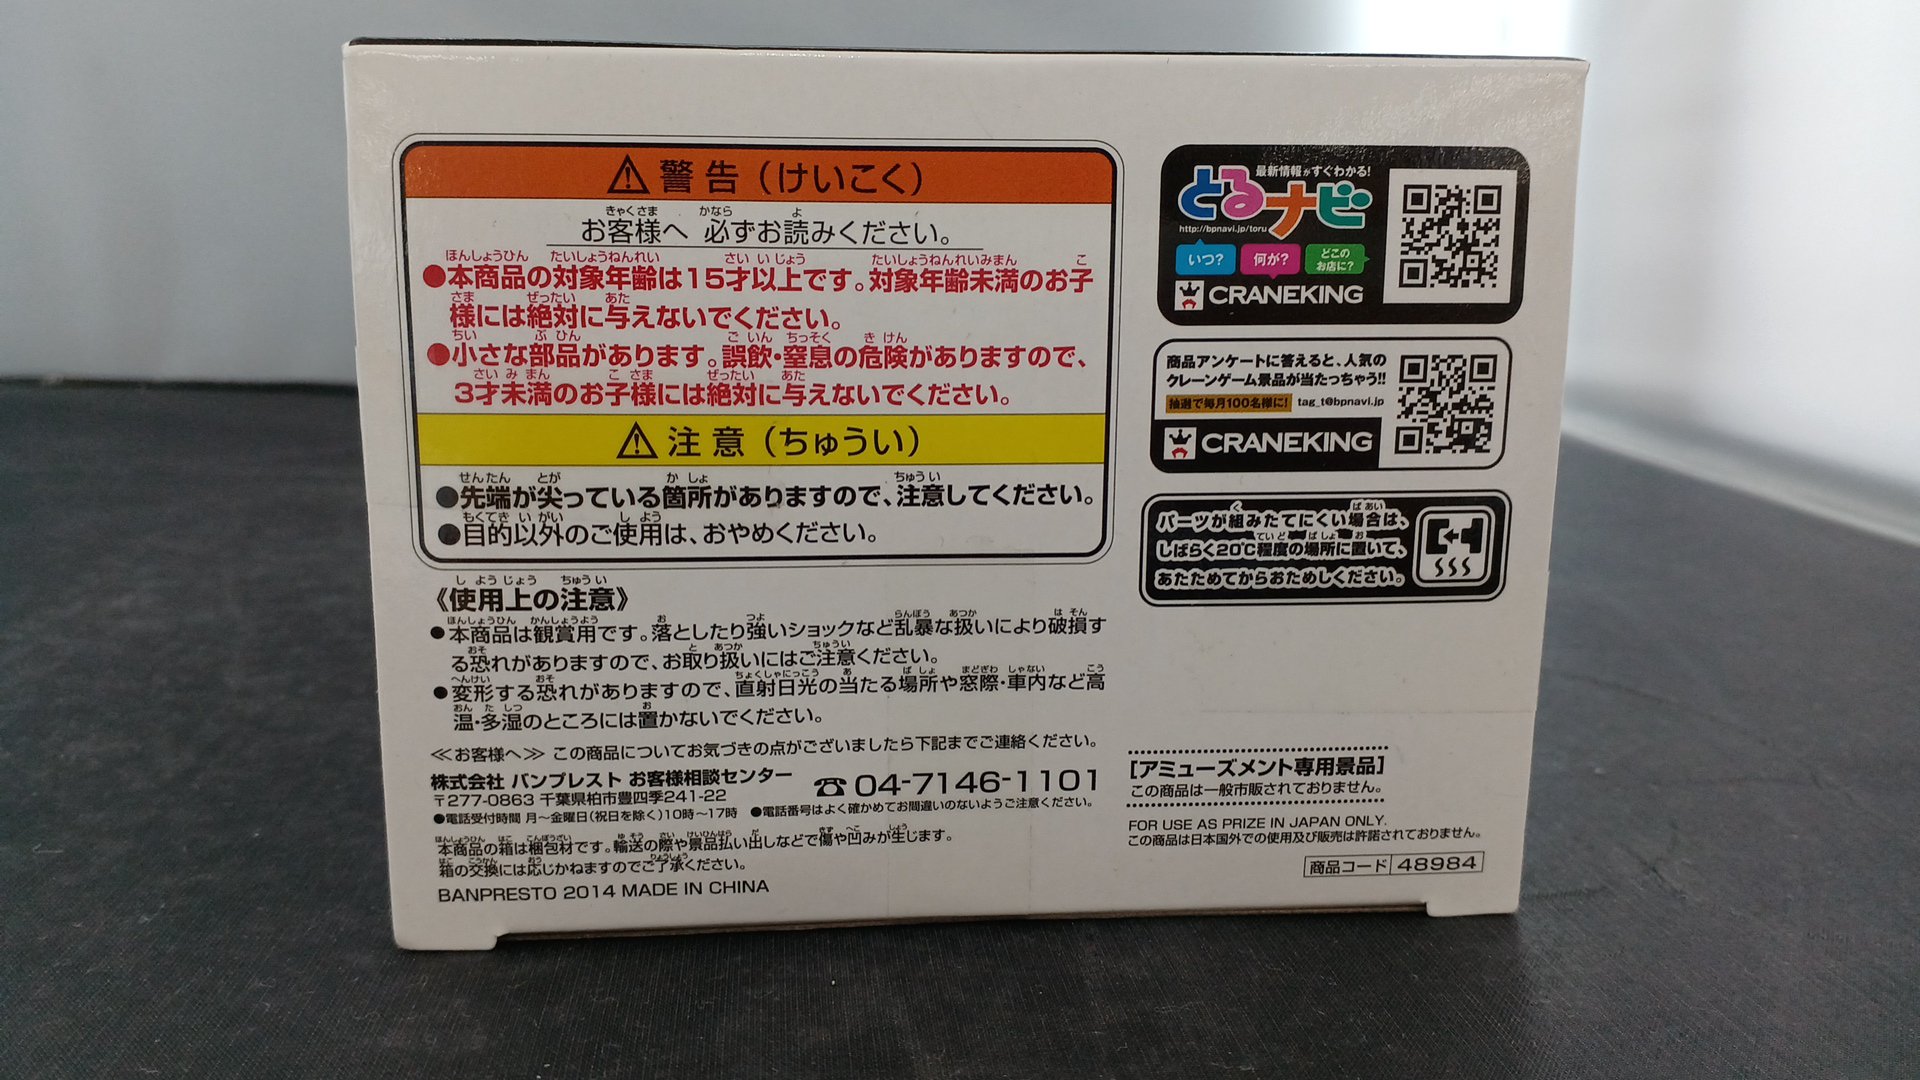 ⚠警告（けいこく）
お客様へ 必ずお読みください。
●本商品の対象年齢は15才以上です。対象年齢未満のお子
様には絶対に与えないでください。
●小さな部品があります。誤飲・窒息の危険がありますので、
3才未満のお子様には絶対に与えないでください。
⚠注意（ちゅうい）
●先端が尖っている箇所がありますので、注意してください。
●目的以外のご使用は、おやめください。
《使用上の注意》
●本商品は観賞用です。落としたり強いショックなど乱暴な扱いにより破損す
る恐れがありますので、お取り扱いにはご注意ください。
●変形する恐れがありますので、直射日光の当たる場所や窓際・車内など高
温・多湿のところには置かないでください。
≪お客様へ≫ この商品についてお気づきの点がございましたら下記までご連絡ください。
株式会社 バンプレスト お客様相談センター ☎04-7146-1101
〒277-0863 千葉県柏市豊四季241-22
●電話受付時間 月～金曜日(祝日を除く)10時～17時 ●電話番号はよく確かめてお間違いのないようご注意ください。
本商品の箱は梱包材です。輸送の際や景品払い出しなどで傷や凹みが生じます。
箱の交換には応じかねますのでご了承ください。
BANPRESTO 2014 MADE IN CHINA
最新情報がすぐわかる!
とるナビ
http://bpnavi.jp/toru
いつ? 何が? どこのお店に?
CRANEKING
商品アンケートに答えると、人気の
クレーンゲーム景品が当たっちゃう!!
抽選で毎月100名様に! tag_t@bpnavi.jp
CRANEKING
パーツが組みたてにくい場合は、
しばらく20℃程度の場所に置いて、
あたためてからおためしください。
[アミューズメント専用景品]
この商品は一般市販されておりません。
FOR USE AS PRIZE IN JAPAN ONLY.
この商品は日本国外での使用及び販売は許諾されておりません。
商品コード 48984